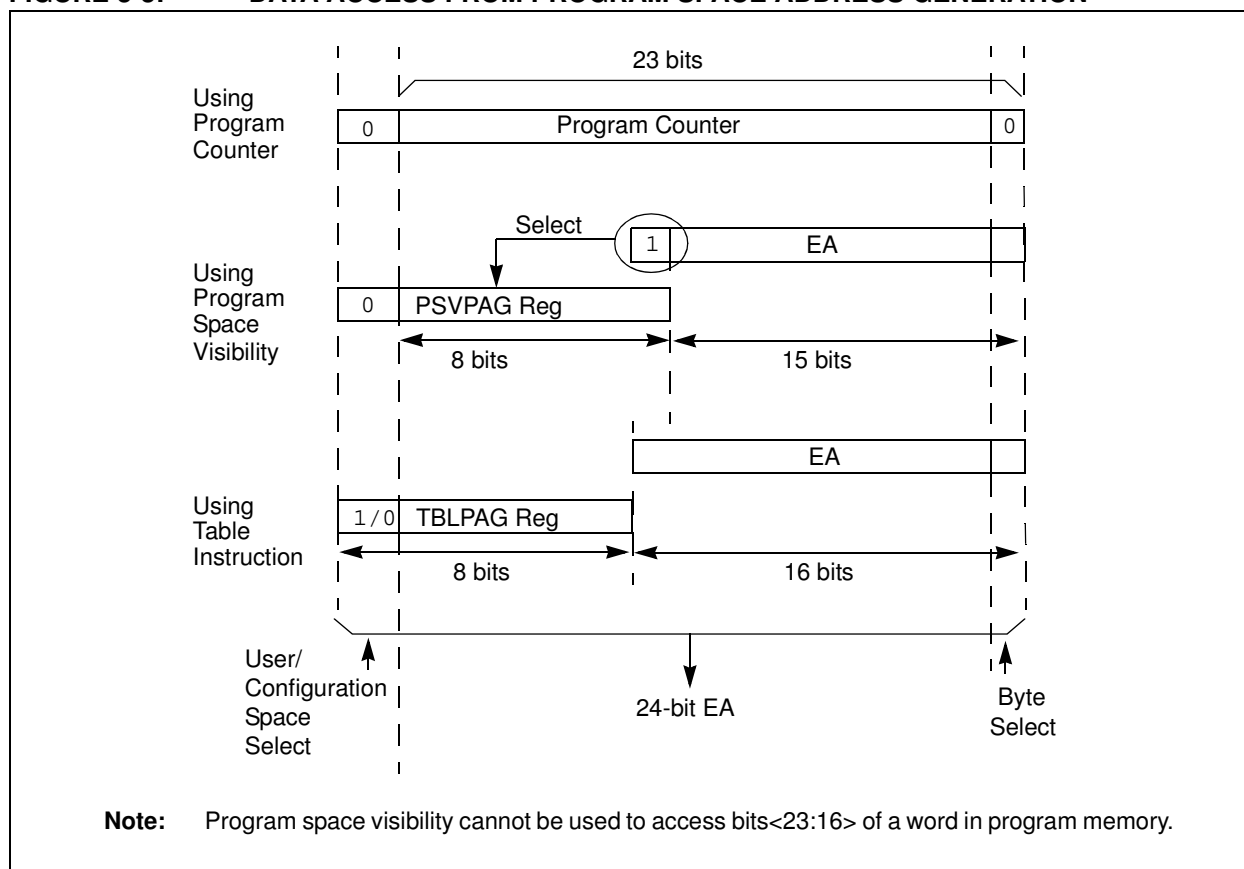 23 bits
Using
Program
Counter
0
Program Counter
0
Select
1
EA
Using
Program
Space
Visibility
0
PSVPAG Reg
8 bits
15 bits
EA
Using
Table
Instruction
1/0
TBLPAG Reg
8 bits
16 bits
User/
Configuration
Space
Select
24-bit EA
Byte
Select
Note: Program space visibility cannot be used to access bits<23:16> of a word in program memory.